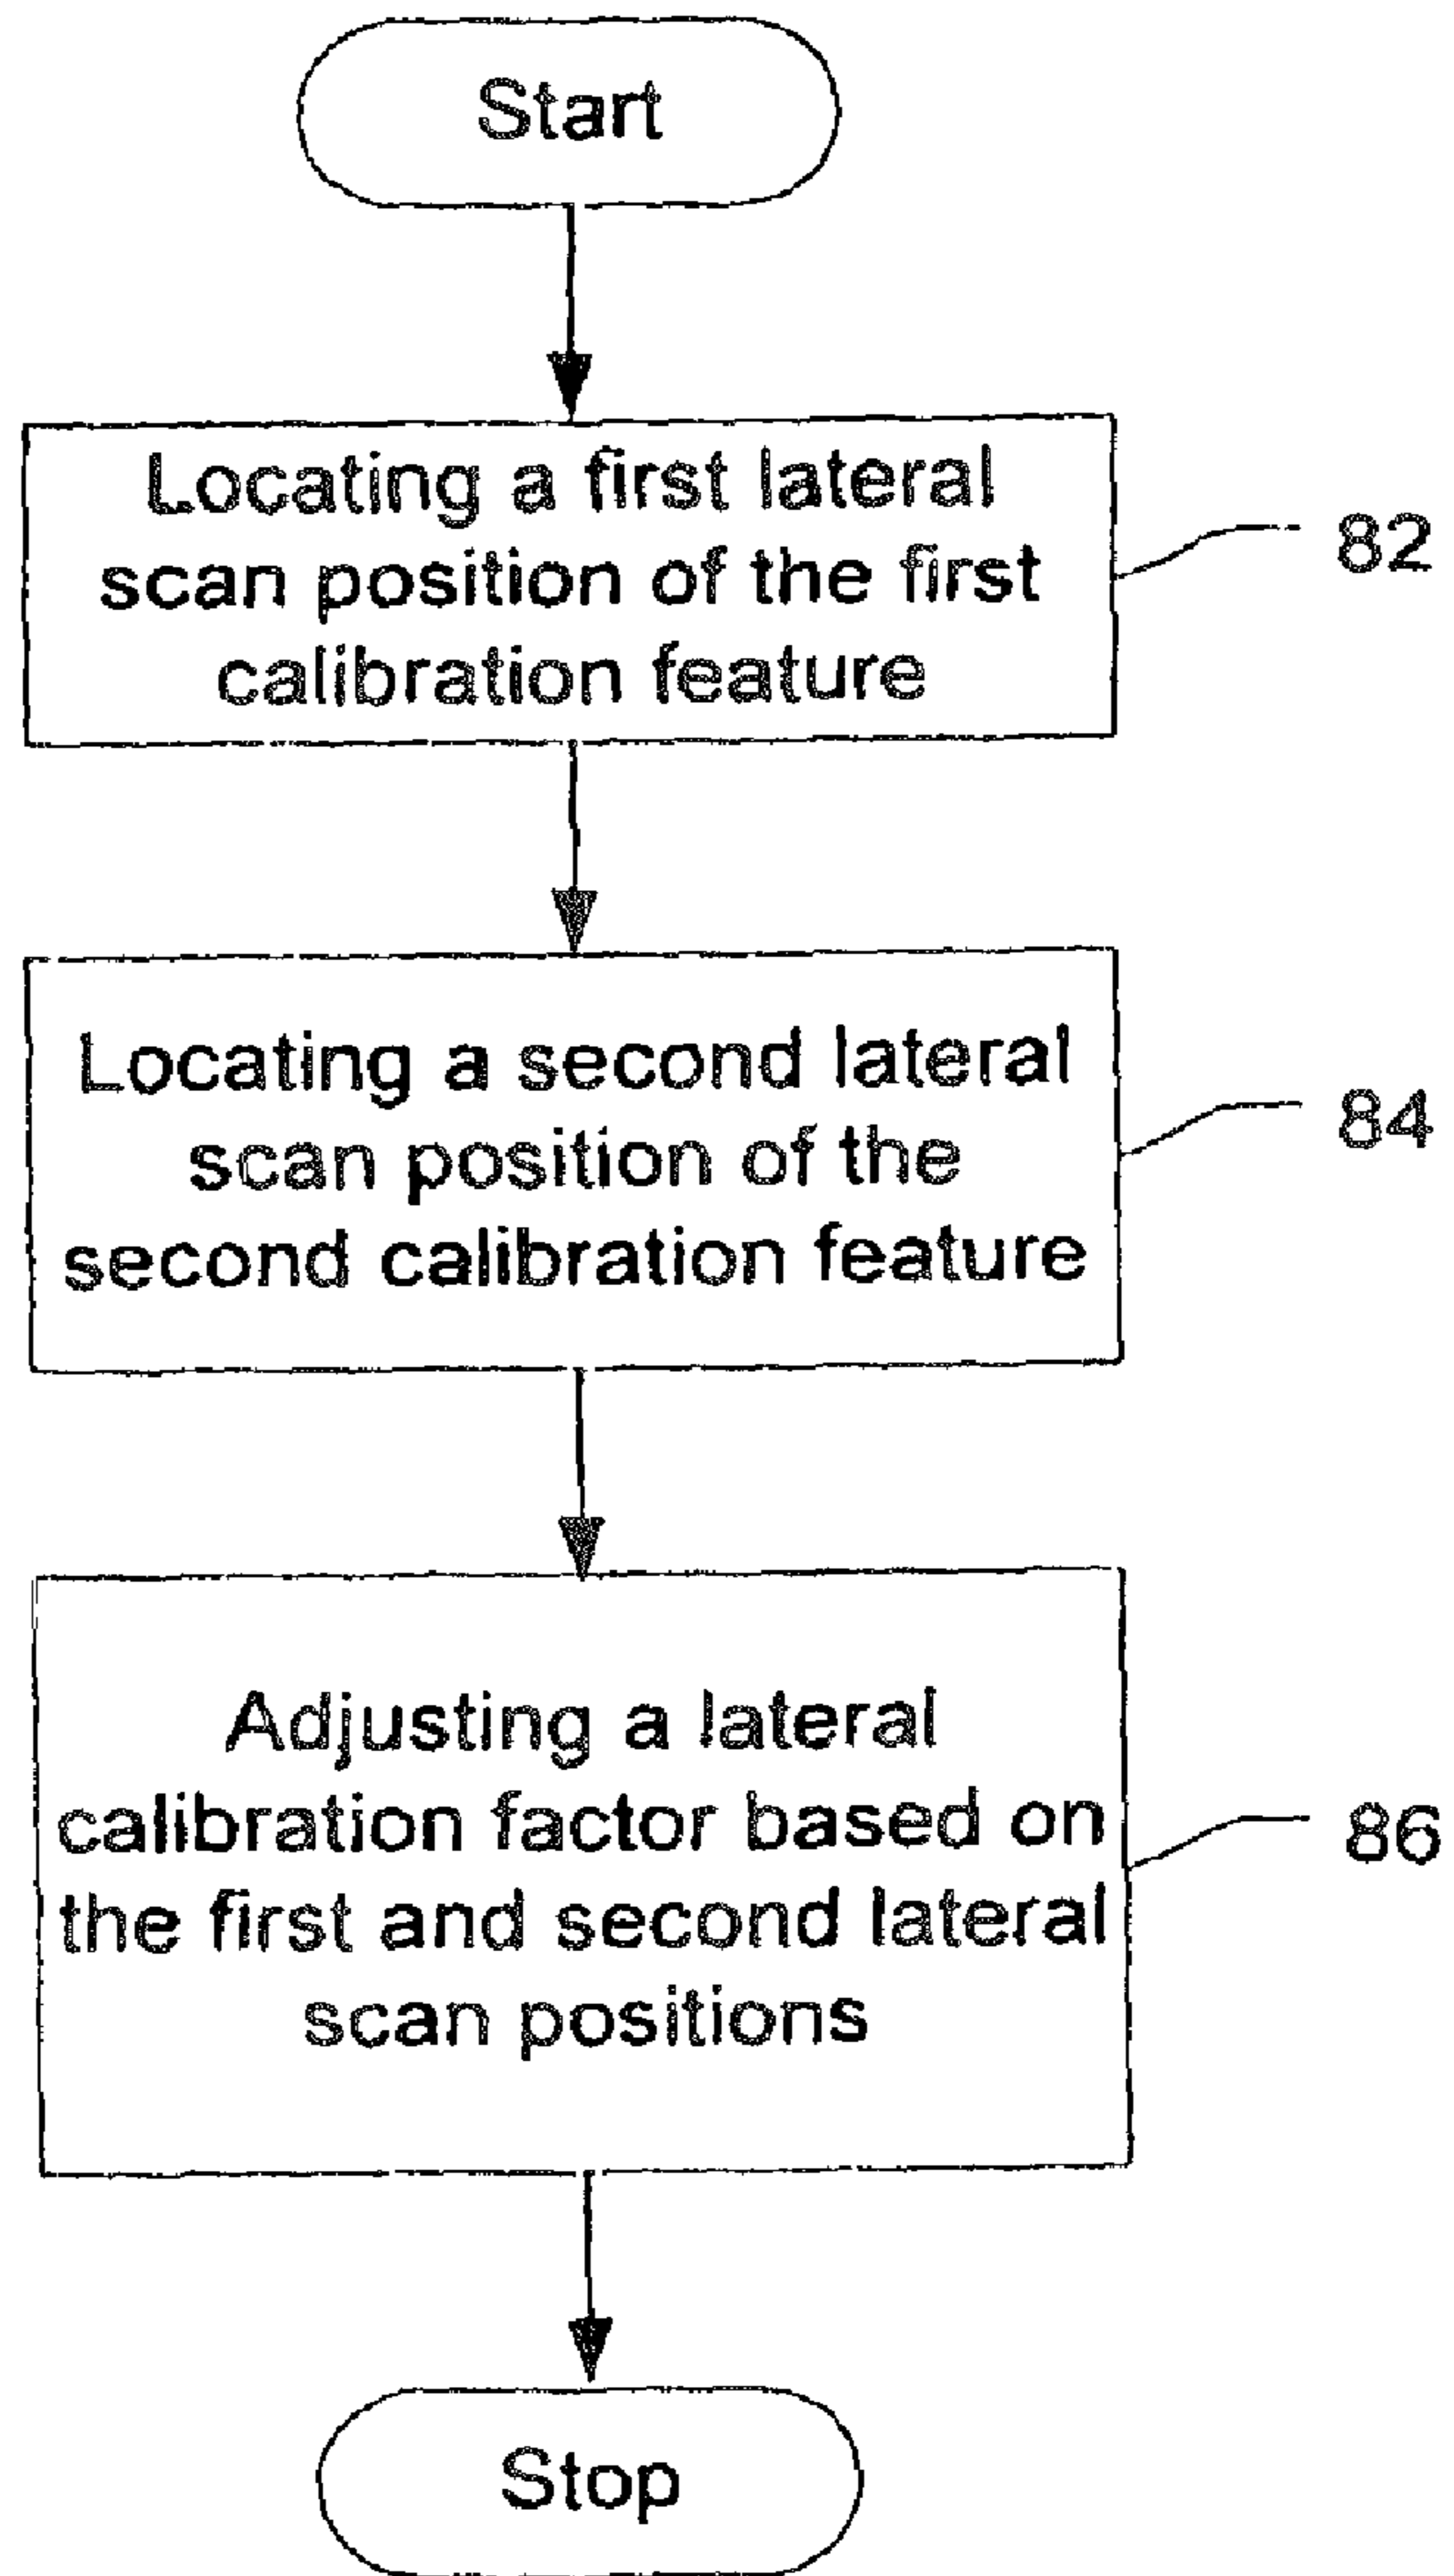 Start
Locating a first lateral
scan position of the first
calibration feature
82
Locating a second lateral
scan position of the
second calibration feature
84
Adjusting a lateral
calibration factor based on
the first and second lateral
scan positions
86
Stop